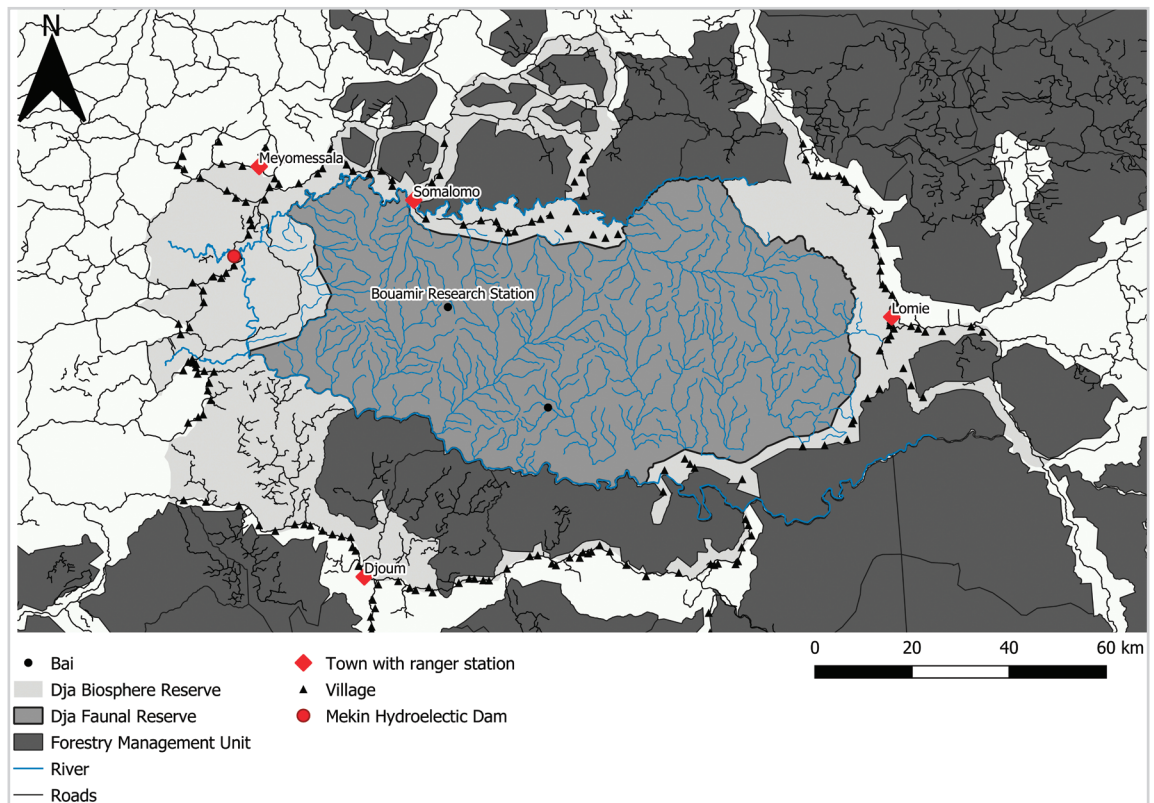 N
Meyomessala
Somalomo
Bouamir Research Station
Lomie
Djoum
0 20 40 60 km
Bai
Dja Biosphere Reserve
Dja Faunal Reserve
Forestry Management Unit
River
Roads
Town with ranger station
Village
Mekin Hydroelectic Dam